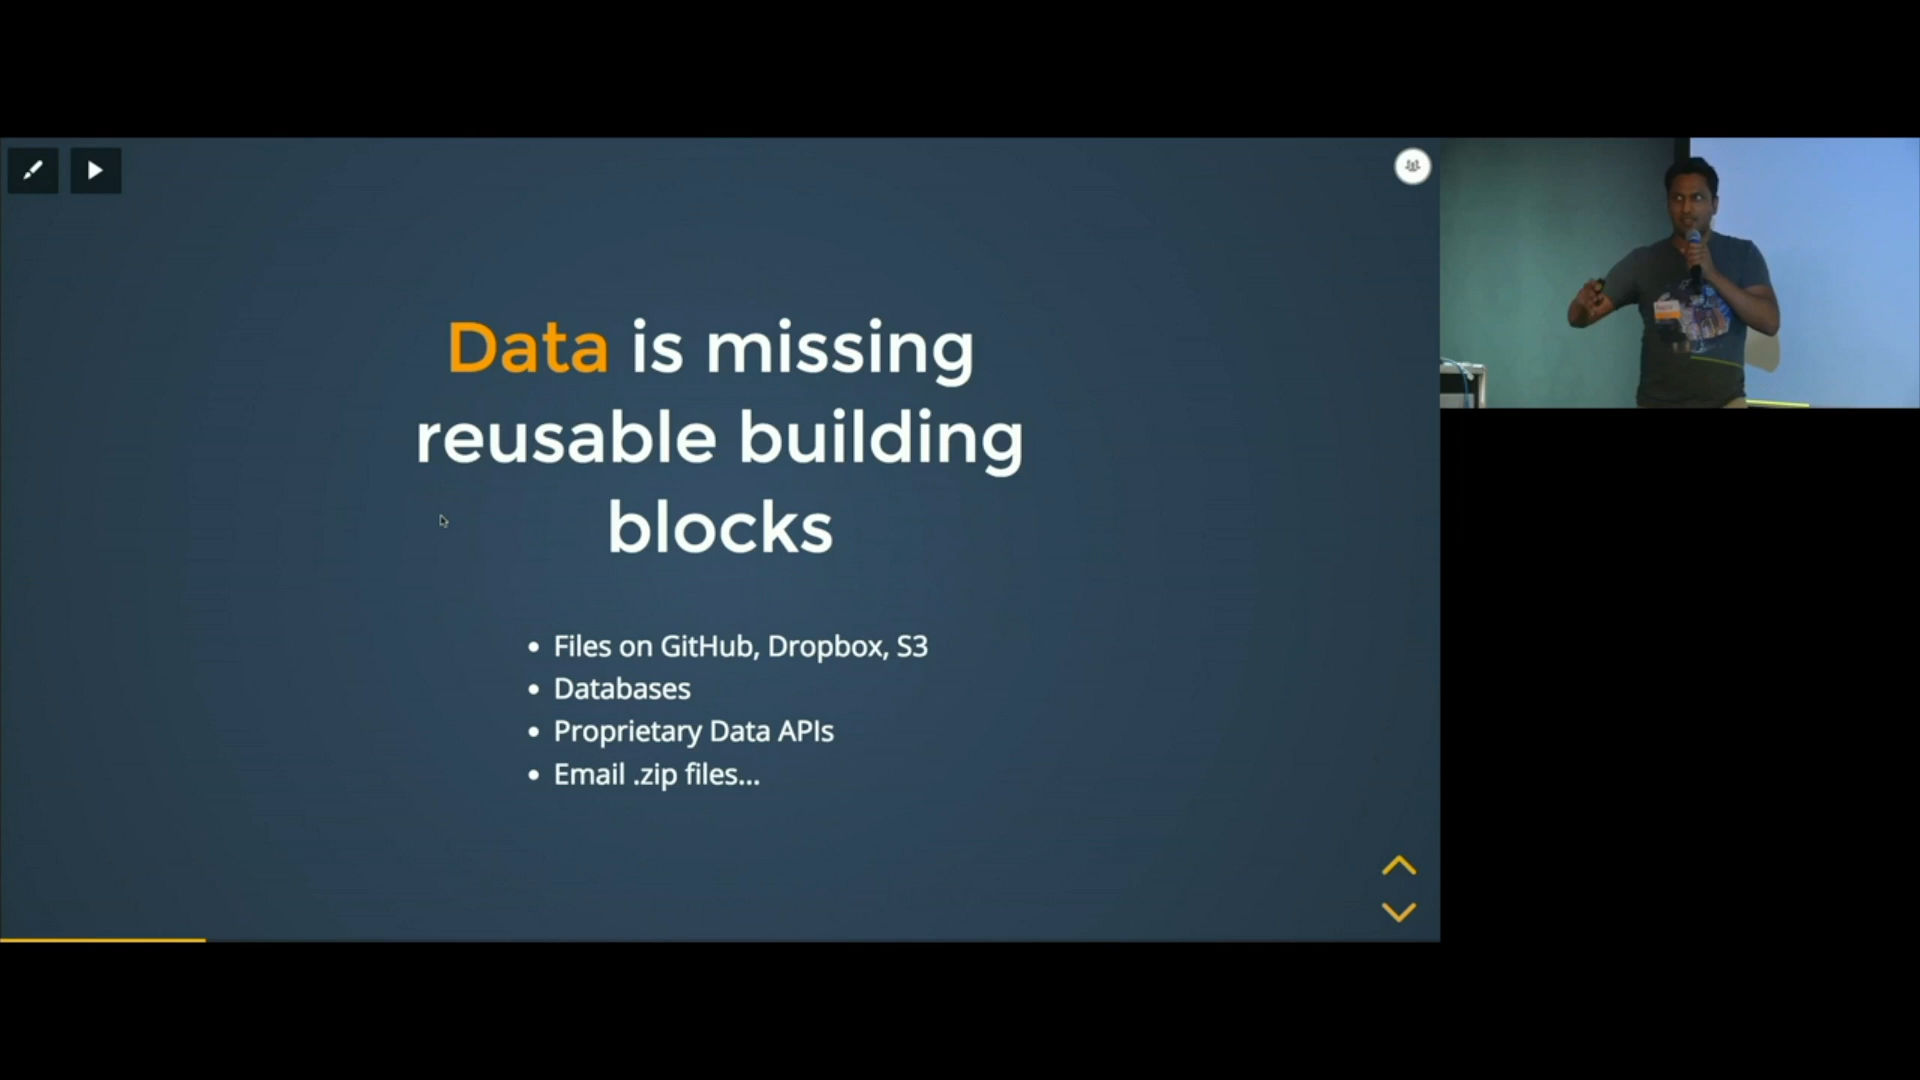 Data is missing
reusable building
blocks
• Files on GitHub, Dropbox, S3
• Databases
• Proprietary Data APIs
• Email .zip files...